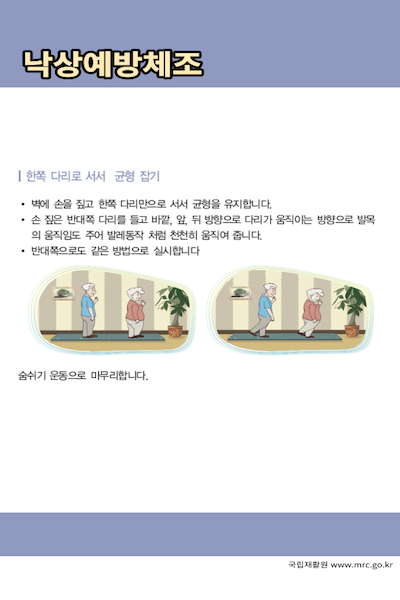 낙상예방체조
한쪽 다리로 서서 균형 잡기
• 벽에 손을 짚고 한쪽 다리만으로 서서 균형을 유지합니다.
• 손 짚은 반대쪽 다리를 들고 바깥, 앞, 뒤 방향으로 다리가 움직이는 방향으로 발목
의 움직임도 주어 발레동작 처럼 천천히 움직여 줍니다.
• 반대쪽으로도 같은 방법으로 실시합니다
숨쉬기 운동으로 마무리합니다.
국립재활원 www.mrc.go.kr